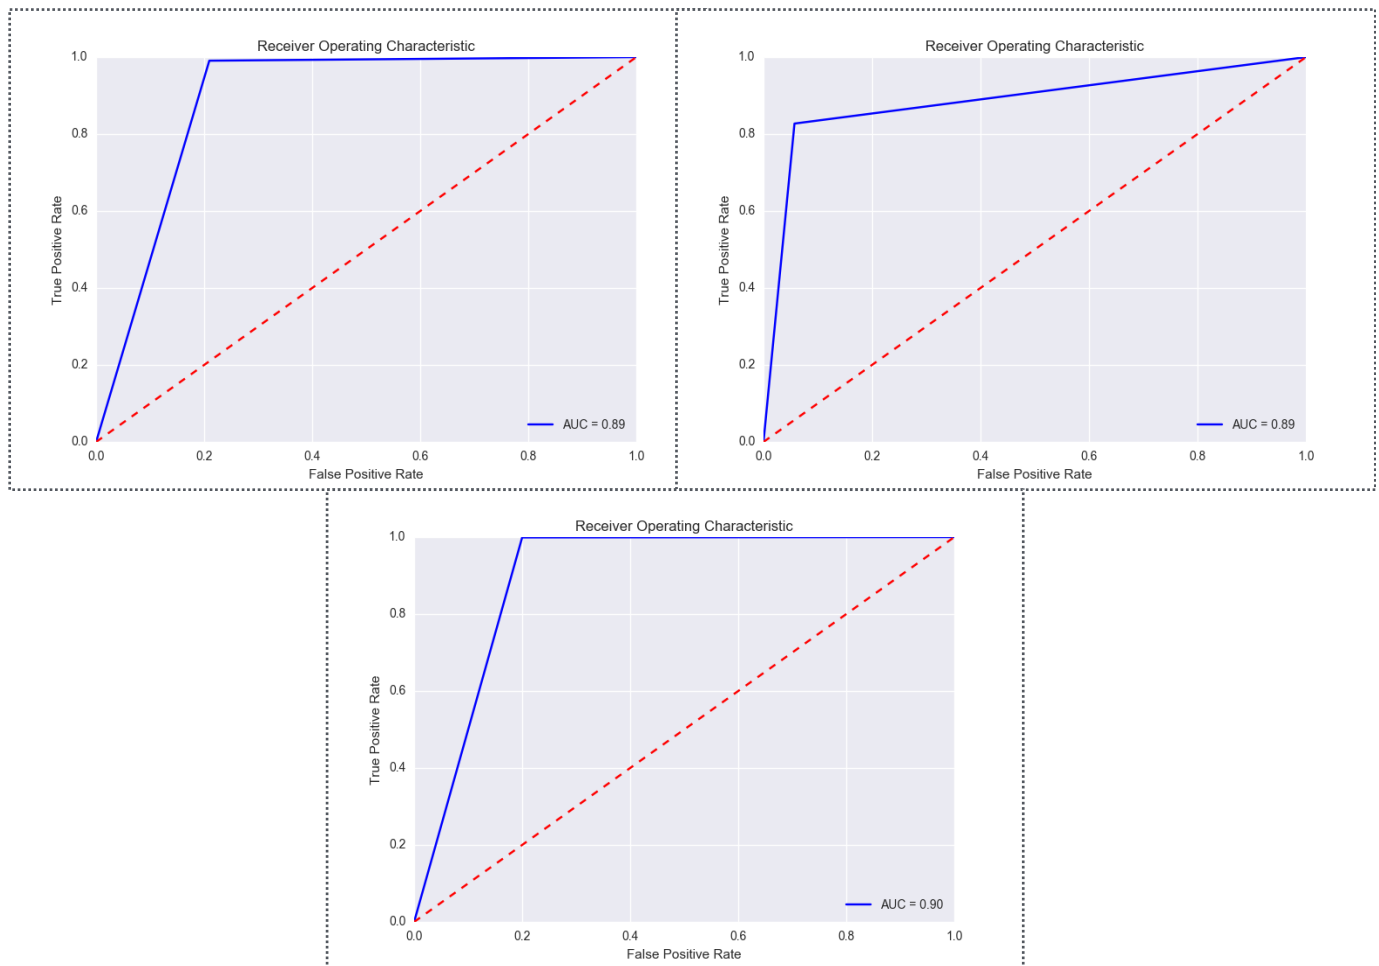 Receiver Operating Characteristic
1.0
0.8
0.6
0.4
0.2
0.0
True Positive Rate
AUC = 0.89
0.0 0.2 0.4 0.6 0.8 1.0
False Positive Rate
Receiver Operating Characteristic
1.0
0.8
0.6
0.4
0.2
0.0
True Positive Rate
AUC = 0.89
0.0 0.2 0.4 0.6 0.8 1.0
False Positive Rate
Receiver Operating Characteristic
1.0
0.8
0.6
0.4
0.2
0.0
True Positive Rate
AUC = 0.90
0.0 0.2 0.4 0.6 0.8 1.0
False Positive Rate